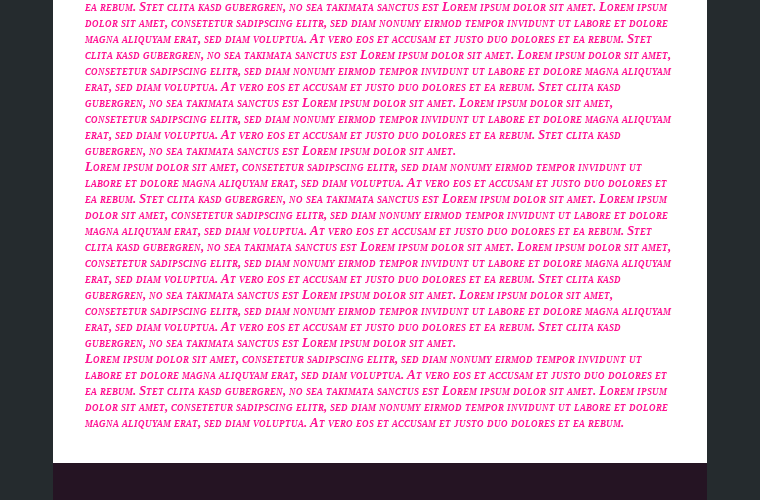 ea rebum. Stet clita kasd gubergren, no sea takimata sanctus est Lorem ipsum dolor sit amet. Lorem ipsum
dolor sit amet, consetetur sadipscing elitr, sed diam nonumy eirmod tempor invidunt ut labore et dolore
magna aliquyam erat, sed diam voluptua. At vero eos et accusam et justo duo dolores et ea rebum. Stet
clita kasd gubergren, no sea takimata sanctus est Lorem ipsum dolor sit amet. Lorem ipsum dolor sit amet,
consetetur sadipscing elitr, sed diam nonumy eirmod tempor invidunt ut labore et dolore magna aliquyam
erat, sed diam voluptua. At vero eos et accusam et justo duo dolores et ea rebum. Stet clita kasd
gubergren, no sea takimata sanctus est Lorem ipsum dolor sit amet. Lorem ipsum dolor sit amet,
consetetur sadipscing elitr, sed diam nonumy eirmod tempor invidunt ut labore et dolore magna aliquyam
erat, sed diam voluptua. At vero eos et accusam et justo duo dolores et ea rebum. Stet clita kasd
gubergren, no sea takimata sanctus est Lorem ipsum dolor sit amet.
Lorem ipsum dolor sit amet, consetetur sadipscing elitr, sed diam nonumy eirmod tempor invidunt ut
labore et dolore magna aliquyam erat, sed diam voluptua. At vero eos et accusam et justo duo dolores et
ea rebum. Stet clita kasd gubergren, no sea takimata sanctus est Lorem ipsum dolor sit amet. Lorem ipsum
dolor sit amet, consetetur sadipscing elitr, sed diam nonumy eirmod tempor invidunt ut labore et dolore
magna aliquyam erat, sed diam voluptua. At vero eos et accusam et justo duo dolores et ea rebum. Stet
clita kasd gubergren, no sea takimata sanctus est Lorem ipsum dolor sit amet. Lorem ipsum dolor sit amet,
consetetur sadipscing elitr, sed diam nonumy eirmod tempor invidunt ut labore et dolore magna aliquyam
erat, sed diam voluptua. At vero eos et accusam et justo duo dolores et ea rebum. Stet clita kasd
gubergren, no sea takimata sanctus est Lorem ipsum dolor sit amet. Lorem ipsum dolor sit amet,
consetetur sadipscing elitr, sed diam nonumy eirmod tempor invidunt ut labore et dolore magna aliquyam
erat, sed diam voluptua. At vero eos et accusam et justo duo dolores et ea rebum. Stet clita kasd
gubergren, no sea takimata sanctus est Lorem ipsum dolor sit amet.
Lorem ipsum dolor sit amet, consetetur sadipscing elitr, sed diam nonumy eirmod tempor invidunt ut
labore et dolore magna aliquyam erat, sed diam voluptua. At vero eos et accusam et justo duo dolores et
ea rebum. Stet clita kasd gubergren, no sea takimata sanctus est Lorem ipsum dolor sit amet. Lorem ipsum
dolor sit amet, consetetur sadipscing elitr, sed diam nonumy eirmod tempor invidunt ut labore et dolore
magna aliquyam erat, sed diam voluptua. At vero eos et accusam et justo duo dolores et ea rebum.